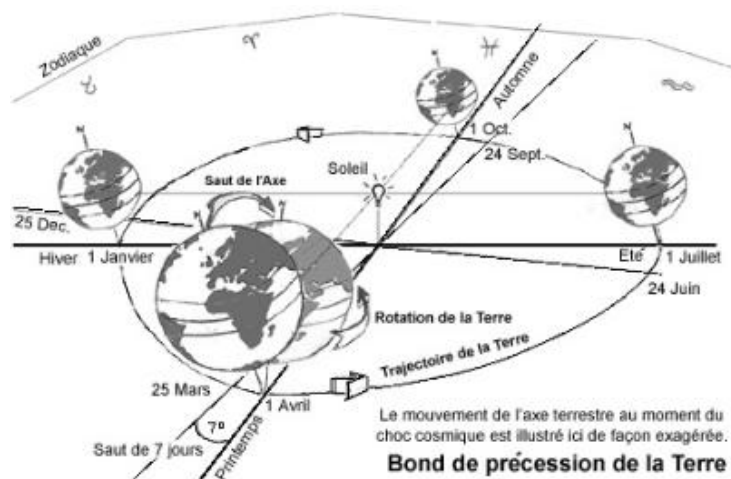 Zodiaque
Automne
1 Oct.
24 Sept.
Soleil
Saut de l'Axe
N
N
N
N
25 Dec.
Hiver
1 Janvier
Eté
1 Juillet
24 Juin
Rotation de la Terre
Trajectoire de la Terre
25 Mars
1 Avril
7º
Saut de 7 jours
Printemps
Le mouvement de l'axe terrestre au moment du
choc cosmique est illustré ici de façon exagérée.
Bond de précession de la Terre